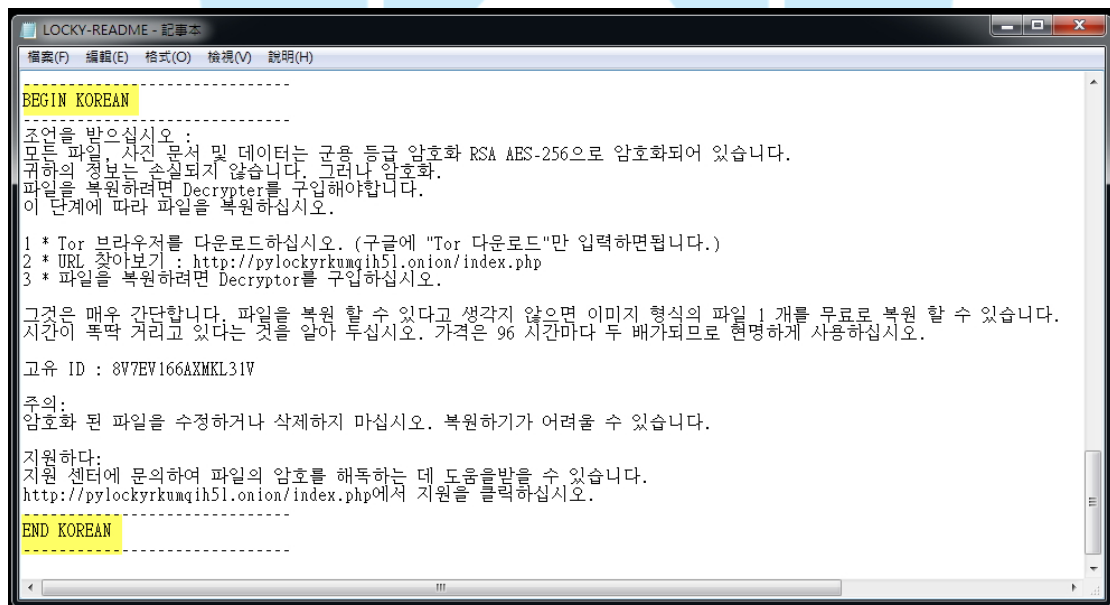 LOCKY-README - 記事本
檔案(F) 編輯(E) 格式(O) 檢視(V) 說明(H)
------------------------------
BEGIN KOREAN
------------------------------
조언을 받으십시오 :
모든 파일, 사진 문서 및 데이터는 군용 등급 암호화 RSA AES-256으로 암호화되어 있습니다.
귀하의 정보는 손실되지 않습니다. 그러나 암호화.
파일을 복원하려면 Decrypter를 구입해야합니다.
이 단계에 따라 파일을 복원하십시오.
1 * Tor 브라우저를 다운로드하십시오. (구글에 "Tor 다운로드"만 입력하면됩니다.)
2 * URL 찾아보기 : http://pylockyrkumqih5l.onion/index.php
3 * 파일을 복원하려면 Decryptor를 구입하십시오.
그것은 매우 간단합니다. 파일을 복원 할 수 있다고 생각지 않으면 이미지 형식의 파일 1 개를 무료로 복원 할 수 있습니다.
시간이 똑딱 거리고 있다는 것을 알아 두십시오. 가격은 96 시간마다 두 배가되므로 현명하게 사용하십시오.
고유 ID : 8V7EV166AXMKL31V
주의:
암호화 된 파일을 수정하거나 삭제하지 마십시오. 복원하기가 어려울 수 있습니다.
지원하다:
지원 센터에 문의하여 파일의 암호를 해독하는 데 도움을받을 수 있습니다.
http://pylockyrkumqih5l.onion/index.php에서 지원을 클릭하십시오.
------------------------------
END KOREAN
------------------------------